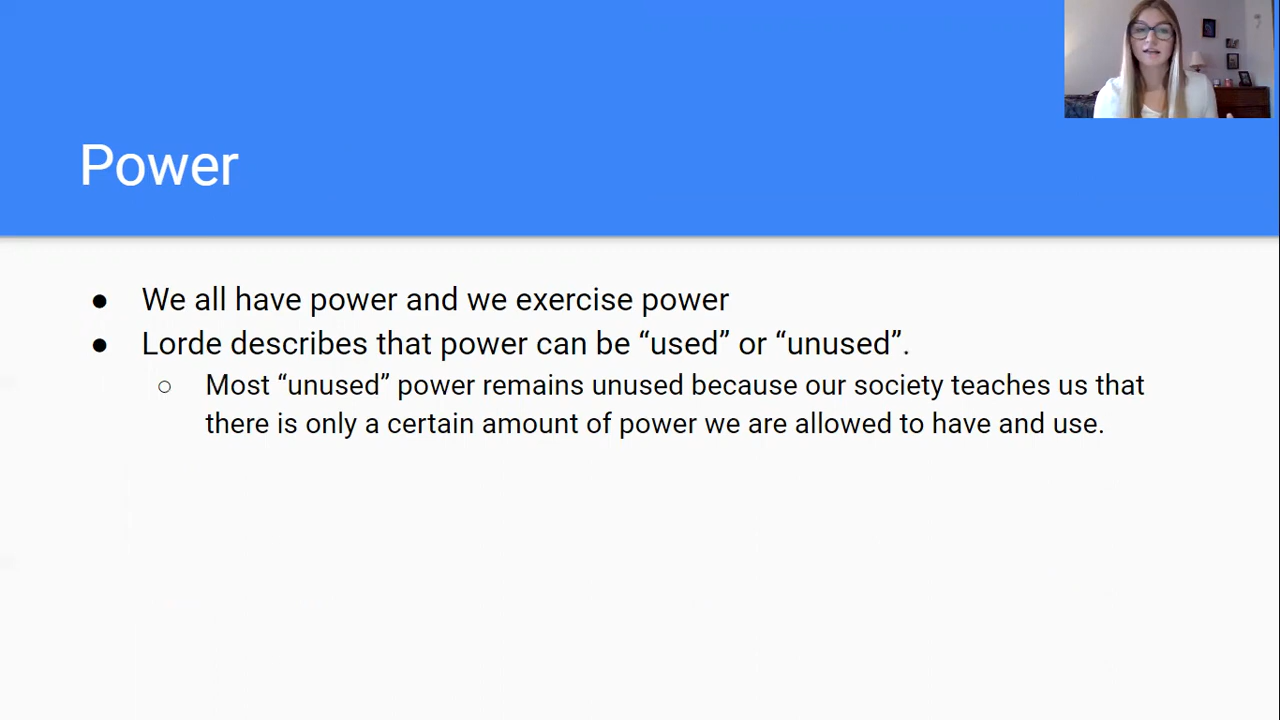 Power
● We all have power and we exercise power
● Lorde describes that power can be “used” or “unused”.
○ Most “unused” power remains unused because our society teaches us that
there is only a certain amount of power we are allowed to have and use.